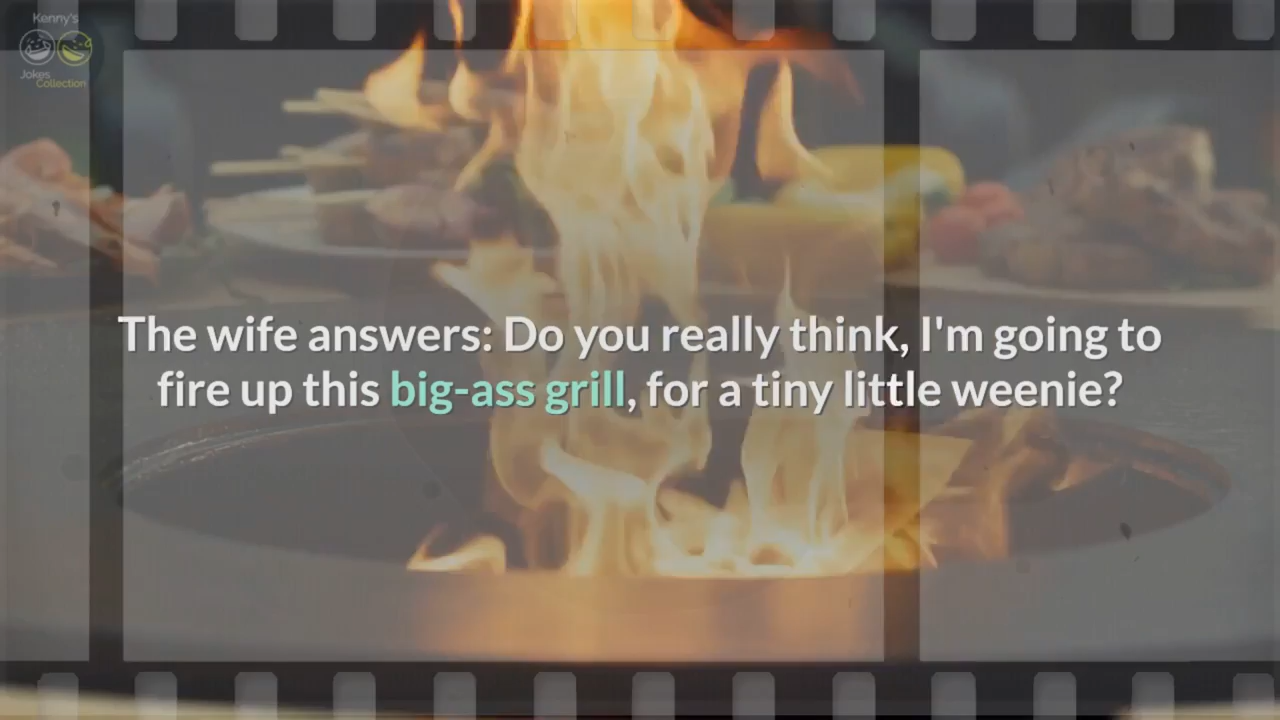 Kenny's
Jokes
Collection
The wife answers: Do you really think, I'm going to
fire up this big-ass grill, for a tiny little weenie?